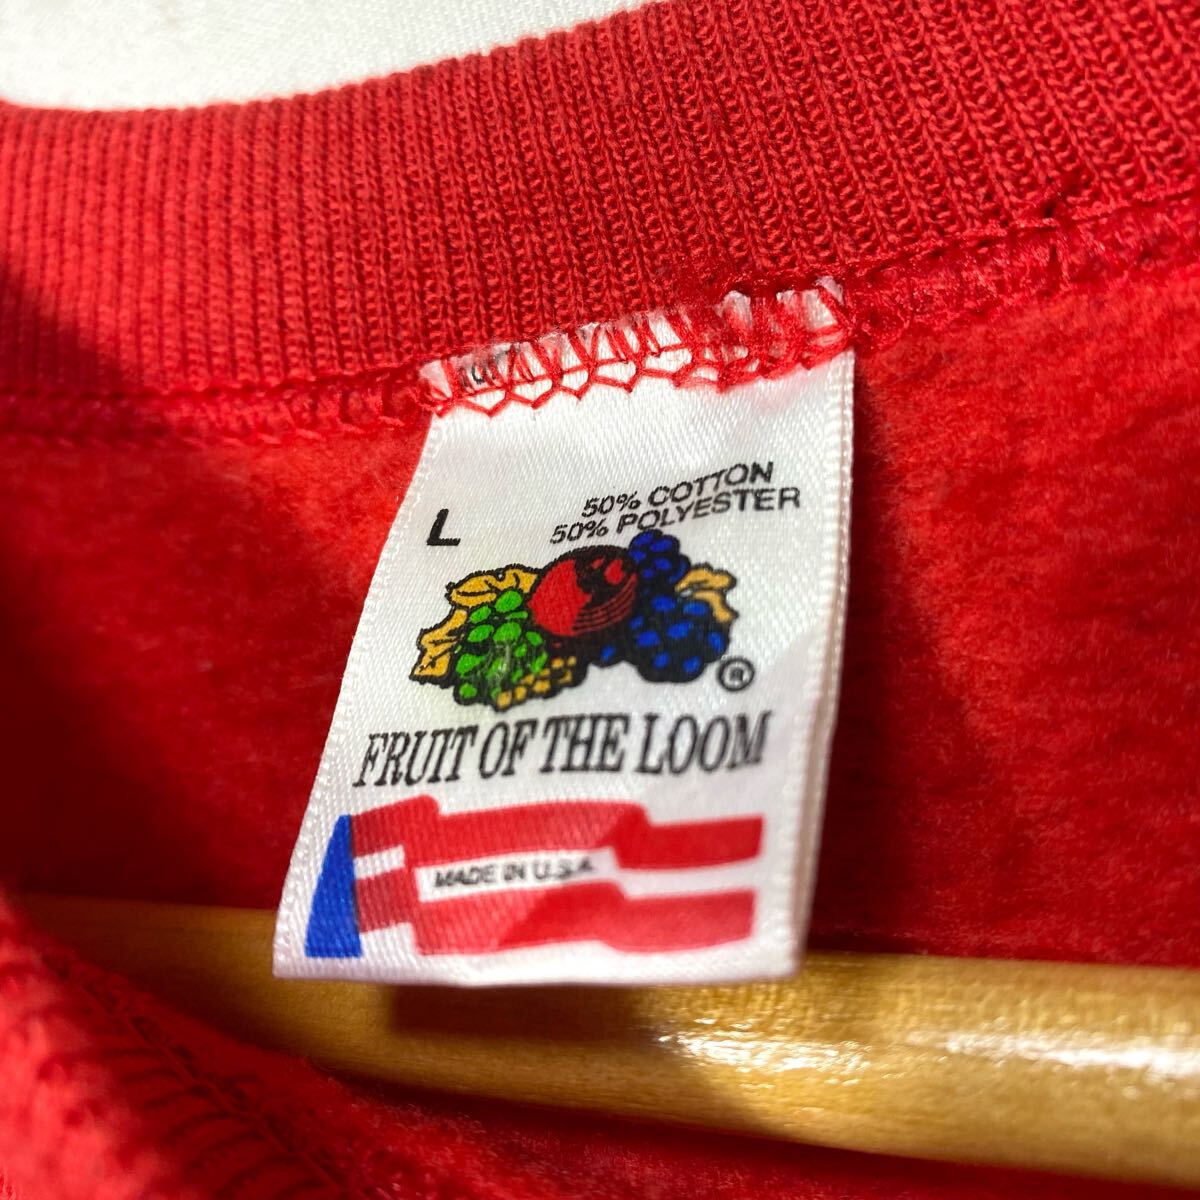 50% COTTON
L 50% POLYESTER
®
FRUIT OF THE LOOM
MADE IN U.S.A.